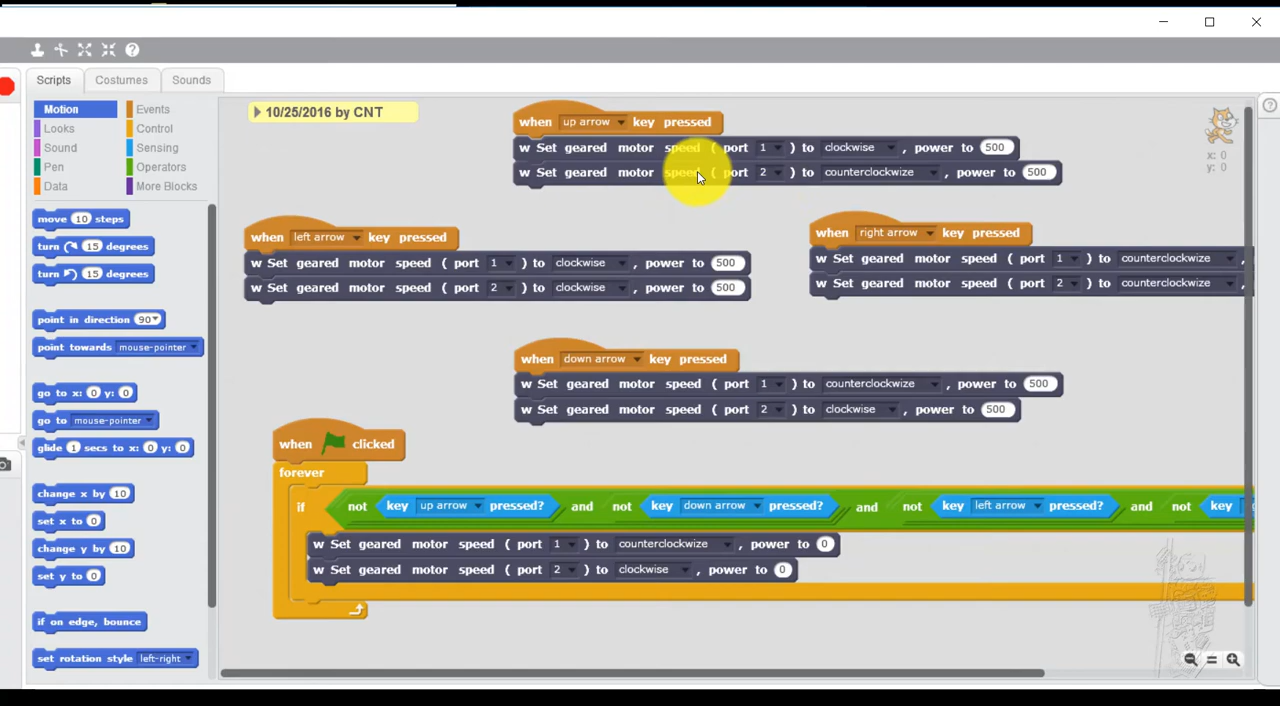 Scripts Costumes Sounds
Motion Events
Looks Control
Sound Sensing
Pen Operators
Data More Blocks
move 10 steps
turn 15 degrees
turn 15 degrees
point in direction 90
point towards mouse-pointer
go to x: 0 y: 0
go to mouse-pointer
glide 1 secs to x: 0 y: 0
change x by 10
set x to 0
change y by 10
set y to 0
if on edge, bounce
set rotation style left-right
10/25/2016 by CNT
when up arrow key pressed
w Set geared motor speed ( port 1 ) to clockwise , power to 500
w Set geared motor speed ( port 2 ) to counterclockwize , power to 500
x: 0
y: 0
when left arrow key pressed
w Set geared motor speed ( port 1 ) to clockwise , power to 500
w Set geared motor speed ( port 2 ) to clockwise , power to 500
when right arrow key pressed
w Set geared motor speed ( port 1 ) to counterclockwize ,
w Set geared motor speed ( port 2 ) to counterclockwize ,
when down arrow key pressed
w Set geared motor speed ( port 1 ) to counterclockwize , power to 500
w Set geared motor speed ( port 2 ) to clockwise , power to 500
when clicked
forever
if not key up arrow pressed? and not key down arrow pressed? and not key left arrow pressed? and not key
w Set geared motor speed ( port 1 ) to counterclockwize , power to 0
w Set geared motor speed ( port 2 ) to clockwise , power to 0